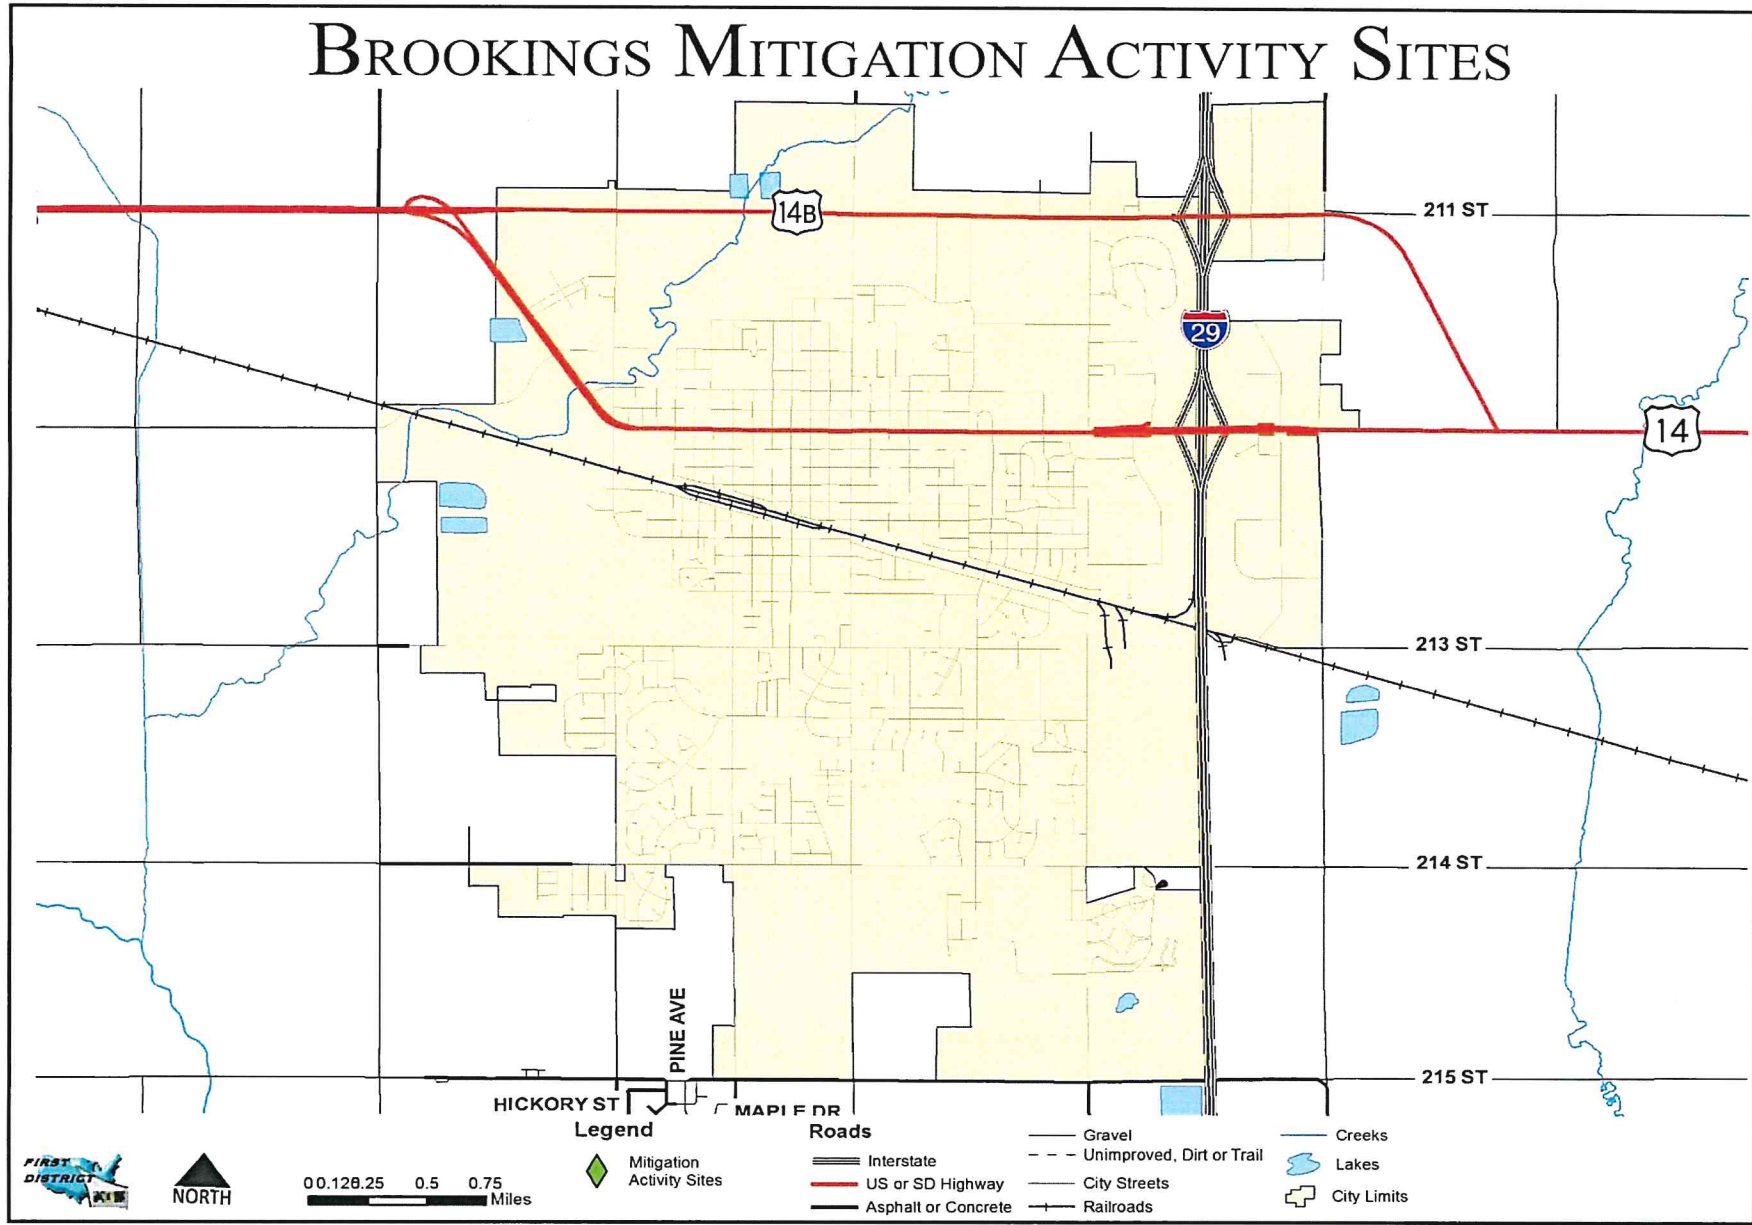 BROOKINGS MITIGATION ACTIVITY SITES
14B
211 ST
29
14
213 ST
214 ST
PINE AVE
215 ST
HICKORY ST
MAPLE DR
Legend
Mitigation
Activity Sites
Roads
Interstate
US or SD Highway
Asphalt or Concrete
Gravel
Unimproved, Dirt or Trail
City Streets
Railroads
Creeks
Lakes
City Limits
FIRST
DISTRICT
NORTH
0 0.125 0.25 0.5 0.75
Miles